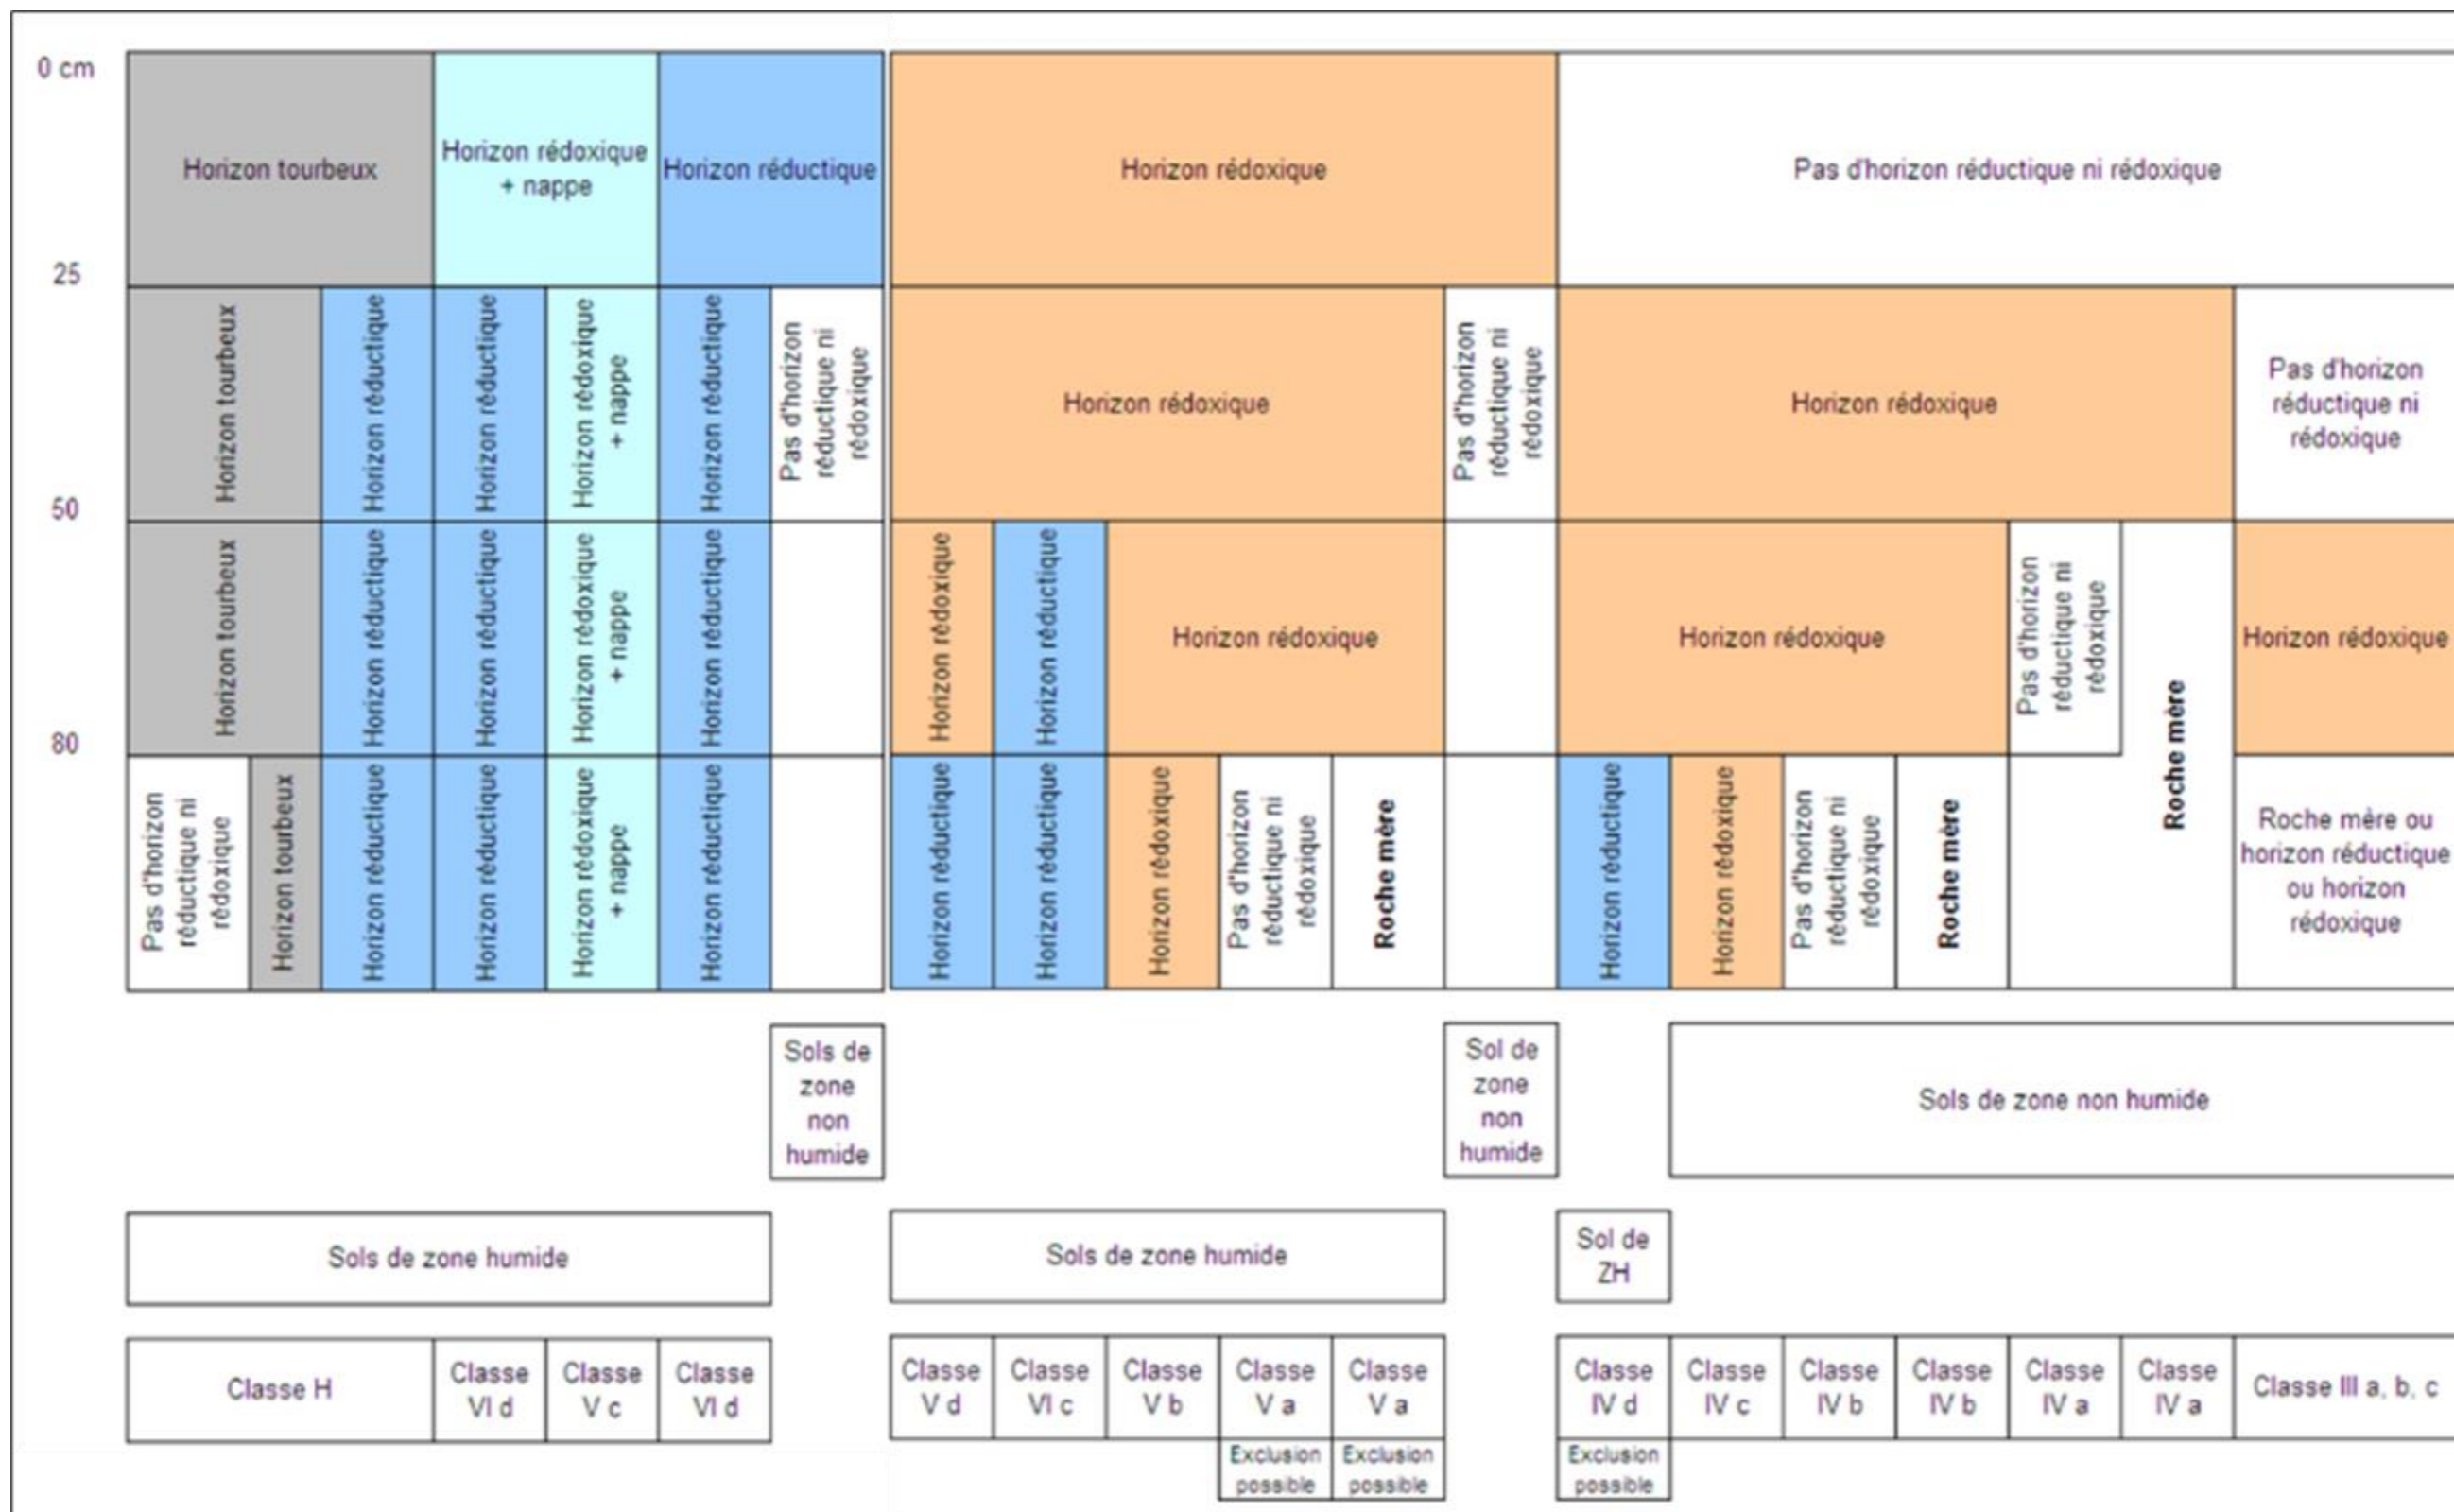 0 cm
Horizon tourbeux
Horizon rédoxique
+ nappe
Horizon réductique
Horizon rédoxique
Pas d'horizon réductique ni rédoxique
25
Horizon tourbeux
Horizon réductique
Horizon réductique
Horizon rédoxique
+ nappe
Horizon réductique
Pas d'horizon
réductique ni
rédoxique
Horizon rédoxique
Pas d'horizon
réductique ni
rédoxique
Horizon rédoxique
Pas d'horizon
réductique ni
rédoxique
50
Horizon tourbeux
Horizon réductique
Horizon réductique
Horizon rédoxique
+ nappe
Horizon réductique
Horizon rédoxique
Horizon réductique
Horizon rédoxique
Horizon rédoxique
Pas d'horizon
réductique ni
rédoxique
Roche mère
Horizon rédoxique
80
Pas d'horizon
réductique ni
rédoxique
Horizon tourbeux
Horizon réductique
Horizon réductique
Horizon rédoxique
+ nappe
Horizon réductique
Horizon réductique
Horizon réductique
Horizon rédoxique
Pas d'horizon
réductique ni
rédoxique
Roche mère
Horizon réductique
Horizon rédoxique
Pas d'horizon
réductique ni
rédoxique
Roche mère
Roche mère ou
horizon réductique
ou horizon
rédoxique
Sols de
zone
non
humide
Sol de
zone
non
humide
Sols de zone non humide
Sols de zone humide
Sols de zone humide
Sol de
ZH
Classe H
Classe
VI d
Classe
V c
Classe
VI d
Classe
V d
Classe
VI c
Classe
V b
Classe
V a
Classe
V a
Classe
IV d
Classe
IV c
Classe
IV b
Classe
IV b
Classe
IV a
Classe
IV a
Classe III a, b, c
Exclusion
possible
Exclusion
possible
Exclusion
possible